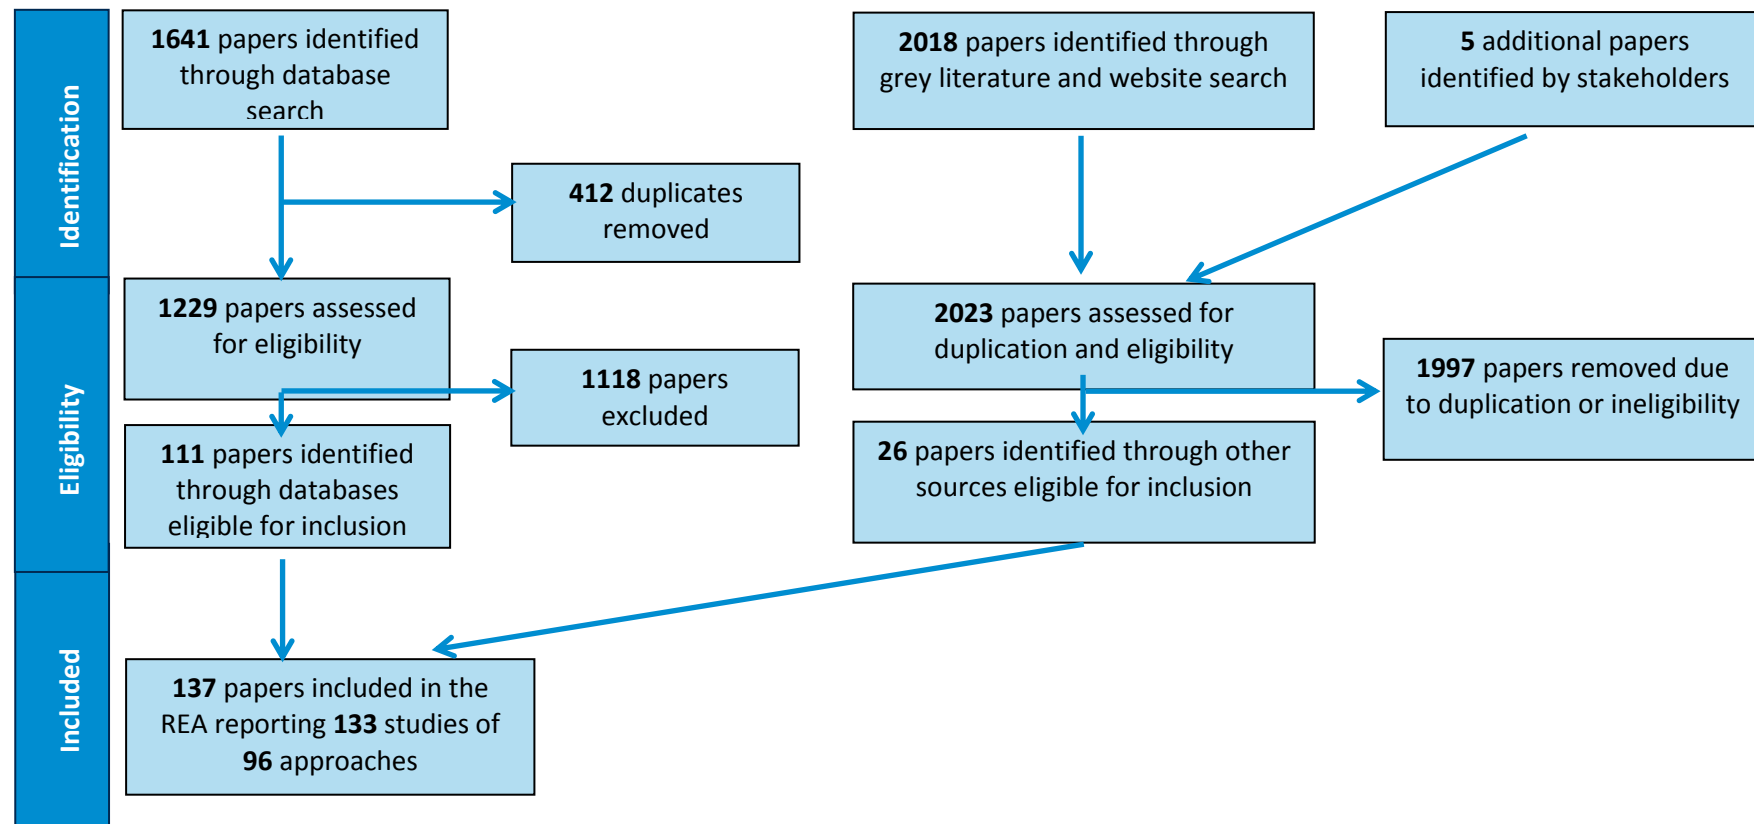 Identification
1641 papers identified
through database
search
2018 papers identified through
grey literature and website search
5 additional papers
identified by stakeholders
412 duplicates
removed
Eligibility
1229 papers assessed
for eligibility
2023 papers assessed for
duplication and eligibility
1118 papers
excluded
1997 papers removed due
to duplication or ineligibility
111 papers identified
through databases
eligible for inclusion
26 papers identified through other
sources eligible for inclusion
Included
137 papers included in the
REA reporting 133 studies of
96 approaches